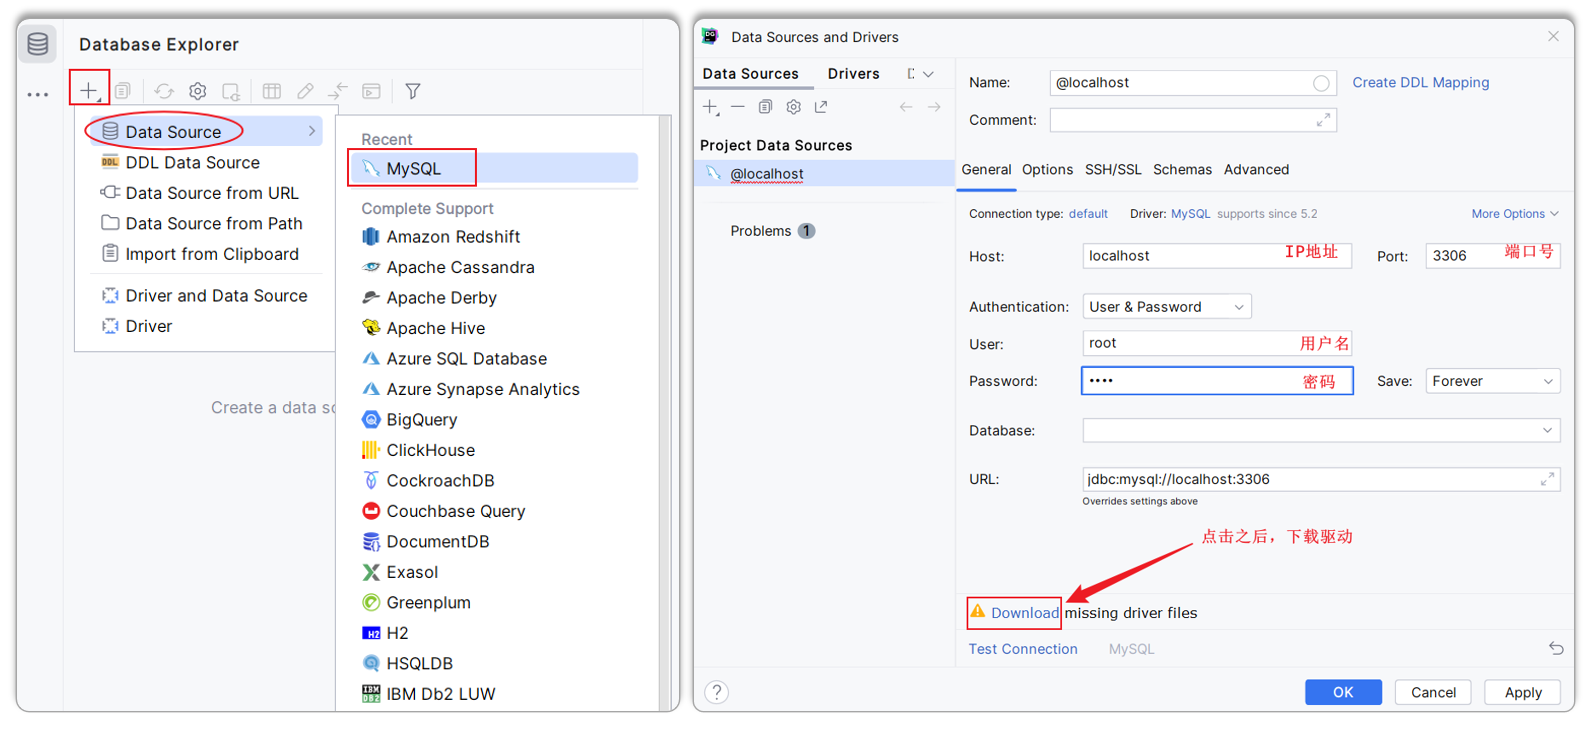 Database Explorer
Data Source
DDL Data Source
Data Source from URL
Data Source from Path
Import from Clipboard
Driver and Data Source
Driver
Create a data so
Recent
MySQL
Complete Support
Amazon Redshift
Apache Cassandra
Apache Derby
Apache Hive
Azure SQL Database
Azure Synapse Analytics
BigQuery
ClickHouse
CockroachDB
Couchbase Query
DocumentDB
Exasol
Greenplum
H2
HSQLDB
IBM Db2 LUW
Data Sources and Drivers
Data Sources Drivers
Project Data Sources
@localhost
Problems 1
Name: @localhost Create DDL Mapping
Comment:
General Options SSH/SSL Schemas Advanced
Connection type: default Driver: MySQL supports since 5.2 More Options
Host: localhost IP地址 Port: 3306 端口号
Authentication: User & Password
User: root 用户名
Password: •••• 密码 Save: Forever
Database:
URL: jdbc:mysql://localhost:3306
Overrides settings above
点击之后，下载驱动
Download missing driver files
Test Connection MySQL
? OK Cancel Apply